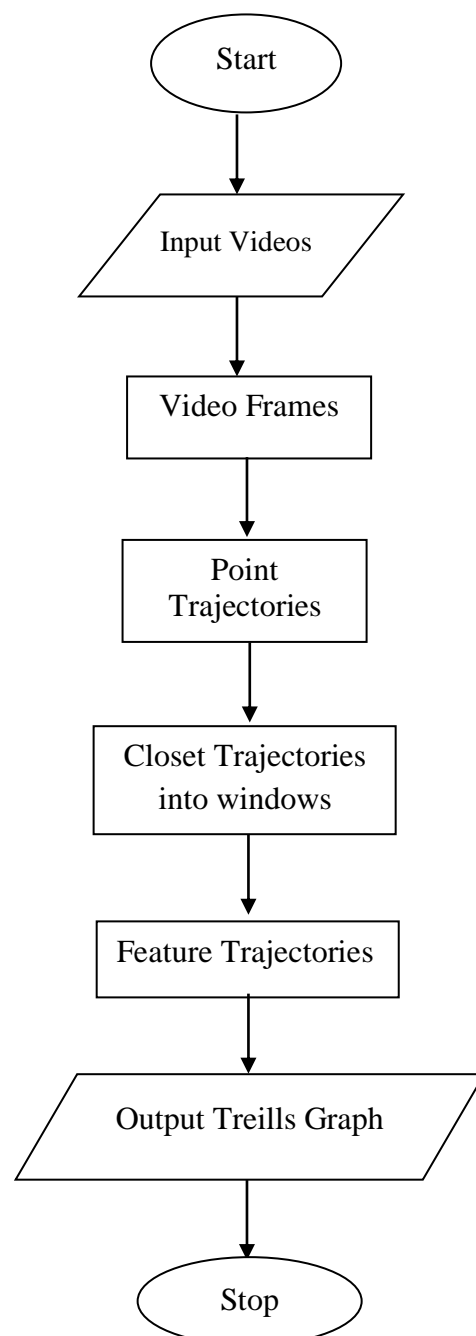 Start
Input Videos
Video Frames
Point
Trajectories
Closet Trajectories
into windows
Feature Trajectories
Output Treills Graph
Stop